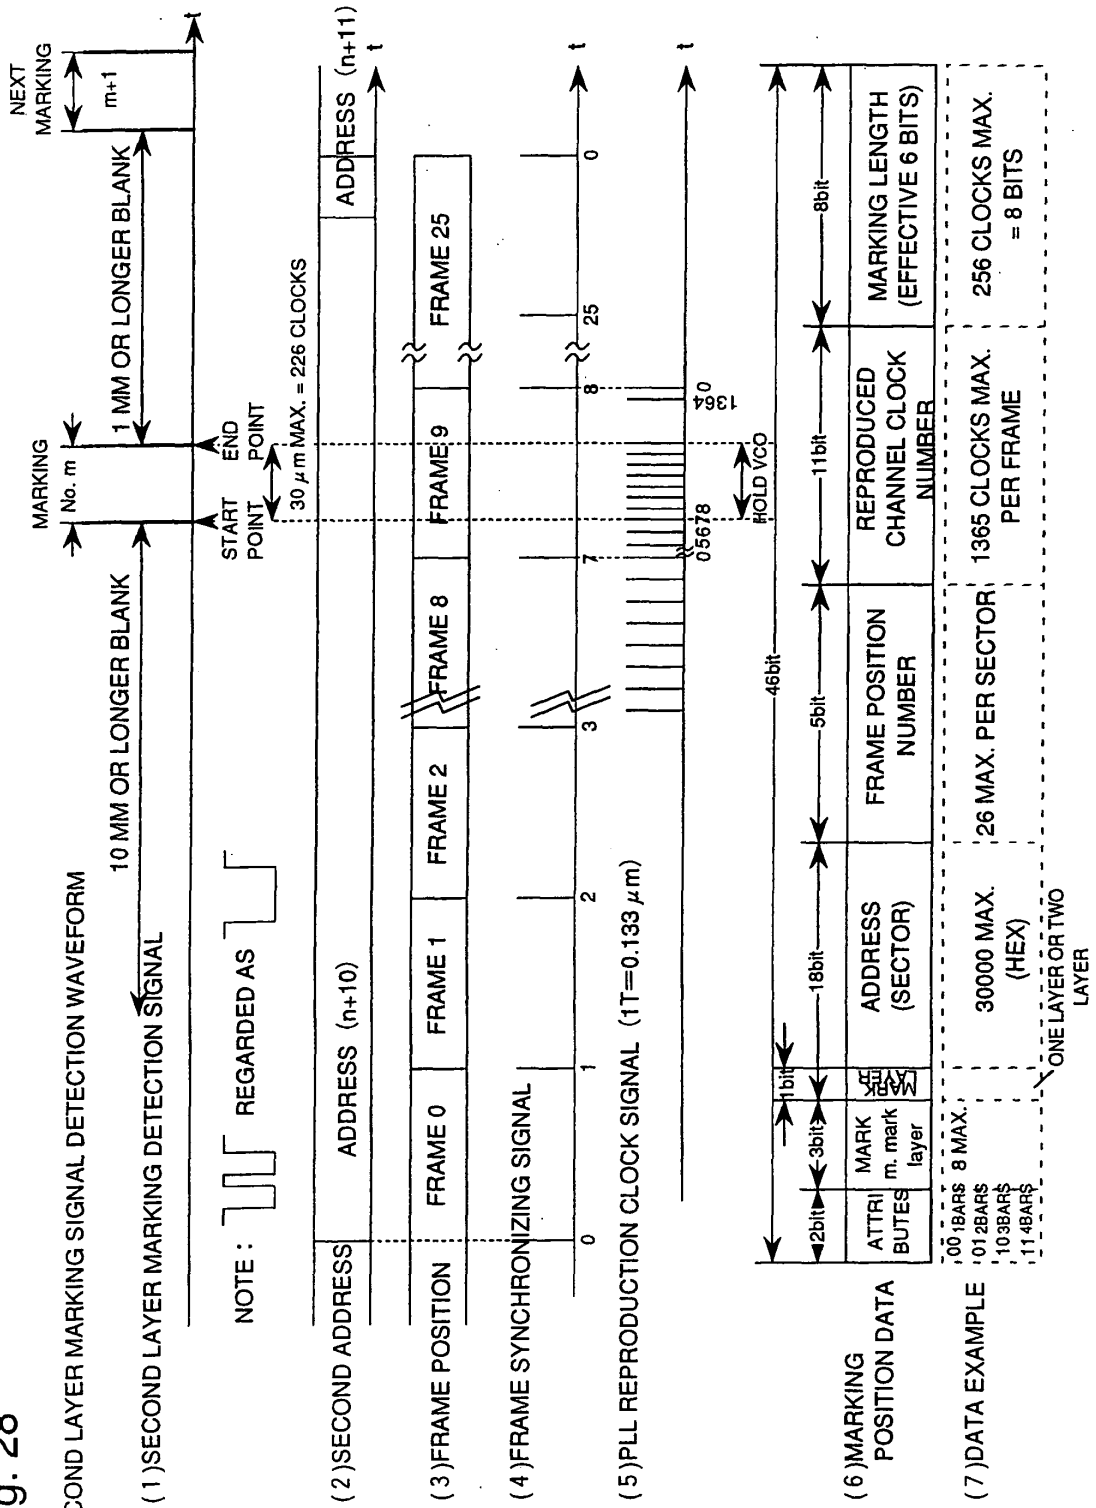 g. 28
COND LAYER MARKING SIGNAL DETECTION WAVEFORM
MARKING
No. m
NEXT
MARKING
m+1
10 MM OR LONGER BLANK
1 MM OR LONGER BLANK
(1)SECOND LAYER MARKING DETECTION SIGNAL
t
START
POINT
END
POINT
NOTE :
REGARDED AS
30 μm MAX. = 226 CLOCKS
(2)SECOND ADDRESS
ADDRESS (n+10)
ADDRESS (n+11)
t
(3)FRAME POSITION
FRAME 0
FRAME 1
FRAME 2
FRAME 8
FRAME 9
FRAME 25
(4)FRAME SYNCHRONIZING SIGNAL
t
0
1
2
3
7
8
25
0
(5)PLL REPRODUCTION CLOCK SIGNAL (1T=0.133 μm)
t
05678
1364
0
HOLD VCO
46bit
2bit
3bit
1bit
18bit
5bit
11bit
8bit
(6)MARKING
POSITION DATA
ATTRI
BUTES
MARK
m. mark
layer
MARK
LAYER
ADDRESS
(SECTOR)
FRAME POSITION
NUMBER
REPRODUCED
CHANNEL CLOCK
NUMBER
MARKING LENGTH
(EFFECTIVE 6 BITS)
(7)DATA EXAMPLE
00 1BARS
01 2BARS
10 3BARS
11 4BARS
8 MAX.
30000 MAX.
(HEX)
26 MAX. PER SECTOR
1365 CLOCKS MAX.
PER FRAME
256 CLOCKS MAX.
= 8 BITS
ONE LAYER OR TWO
LAYER